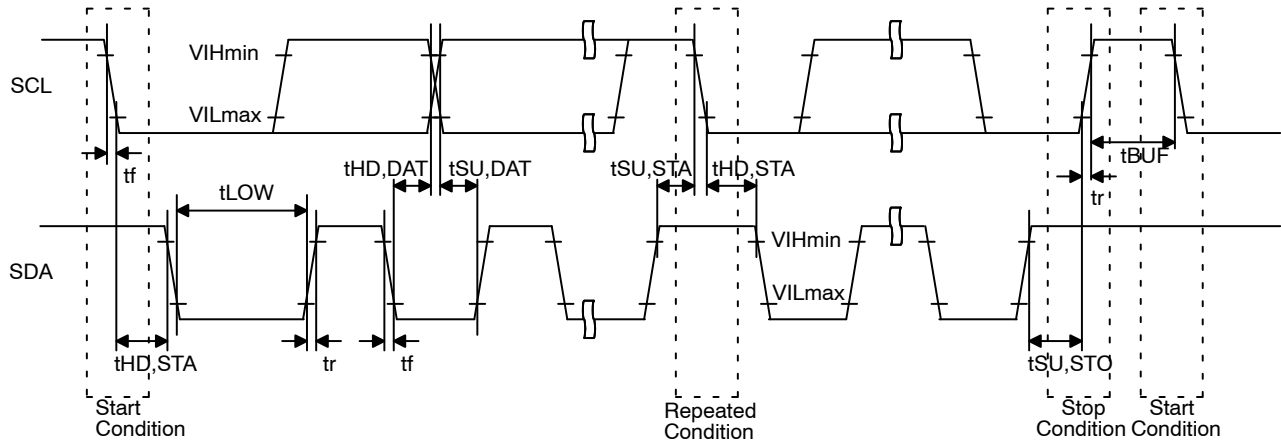 SCL
VIHmin
VILmax
tf
tHD,DAT
tSU,DAT
tSU,STA
tHD,STA
tBUF
tr
tLOW
SDA
VIHmin
VILmax
tHD,STA
tr
tf
tSU,STO
Start
Condition
Repeated
Condition
Stop
Condition
Start
Condition